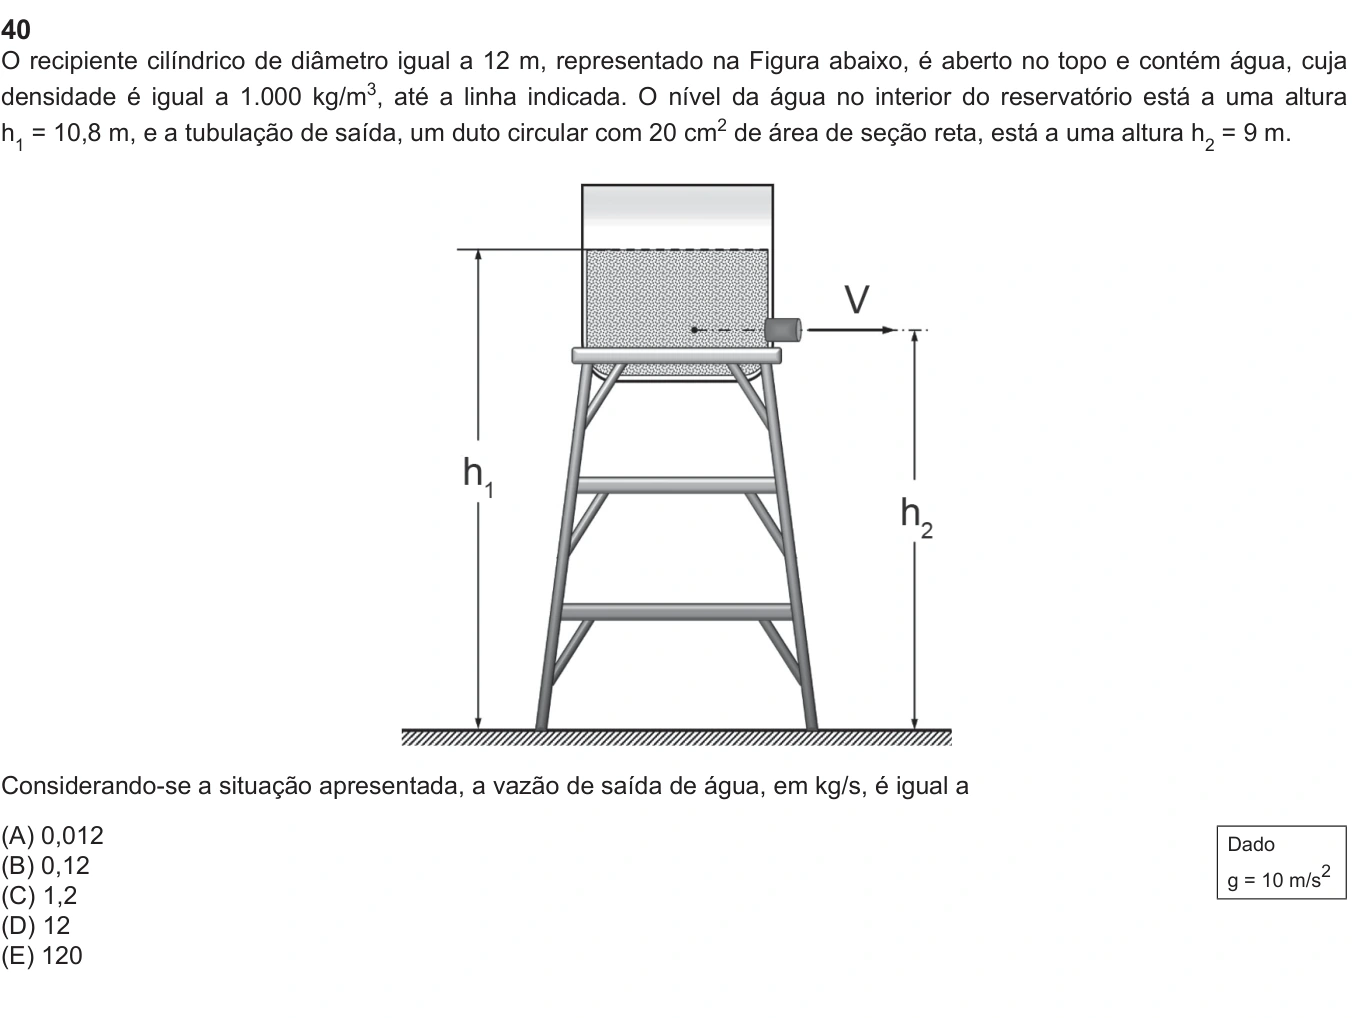 40
O recipiente cilíndrico de diâmetro igual a 12 m, representado na Figura abaixo, é aberto no topo e contém água, cuja
densidade é igual a 1.000 kg/m³, até a linha indicada. O nível da água no interior do reservatório está a uma altura
h₁ = 10,8 m, e a tubulação de saída, um duto circular com 20 cm² de área de seção reta, está a uma altura h₂ = 9 m.
V
h₁
h₂
Considerando-se a situação apresentada, a vazão de saída de água, em kg/s, é igual a
(A) 0,012
(B) 0,12
(C) 1,2
(D) 12
(E) 120
Dado
g = 10 m/s²